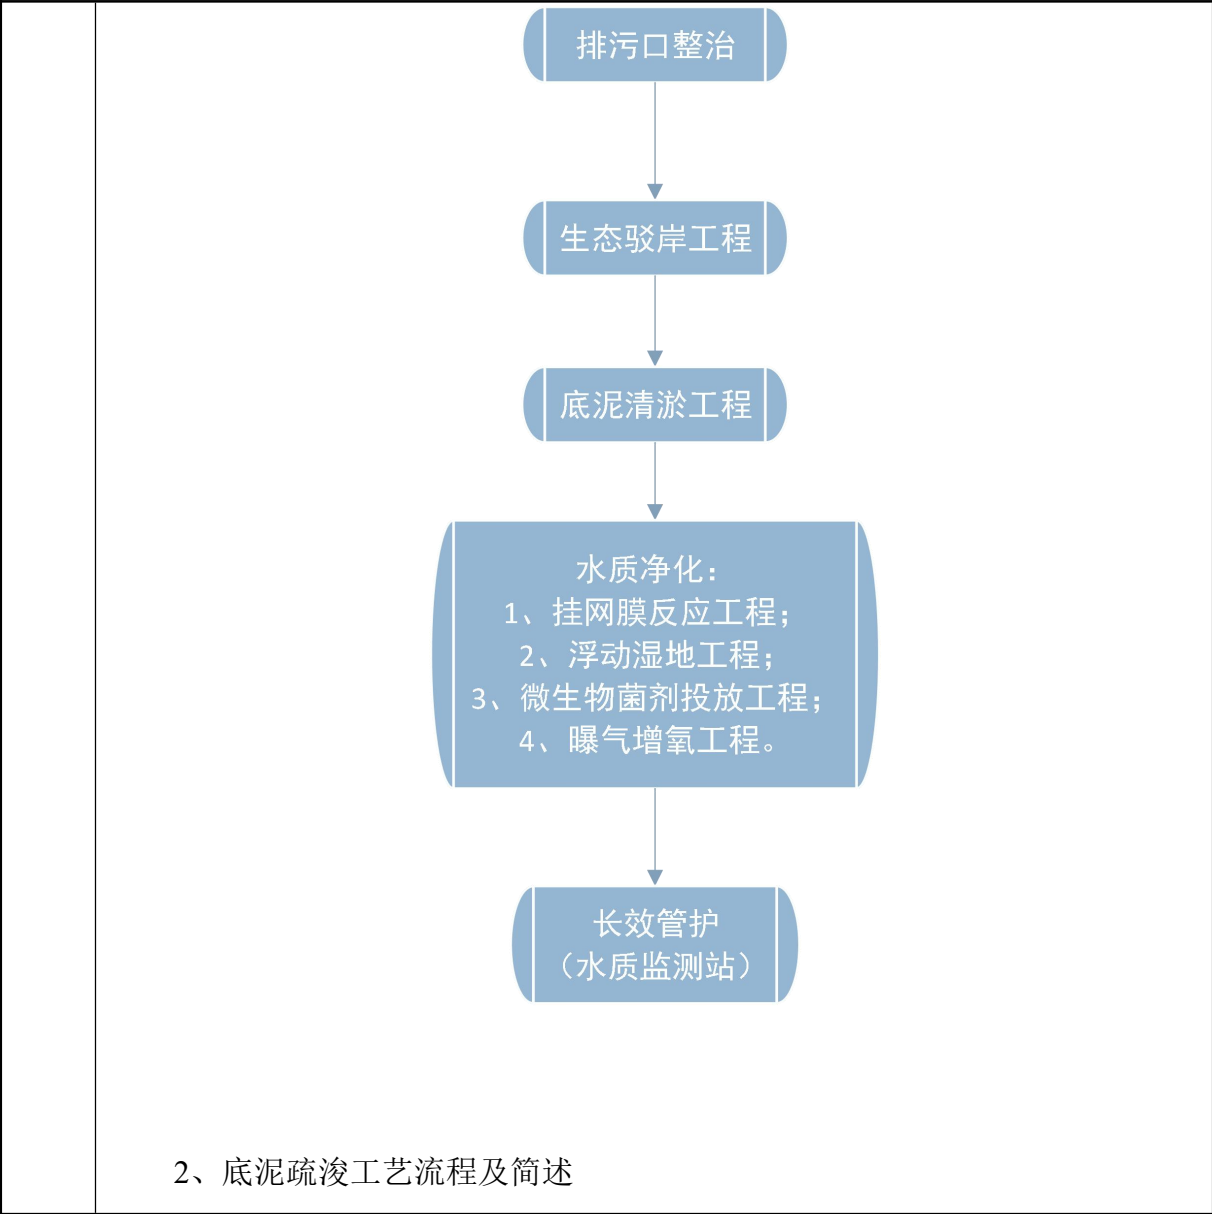 排污口整治
生态驳岸工程
底泥清淤工程
水质净化：
1、挂网膜反应工程；
2、浮动湿地工程；
3、微生物菌剂投放工程；
4、曝气增氧工程。
长效管护
（水质监测站）
2、底泥疏浚工艺流程及简述